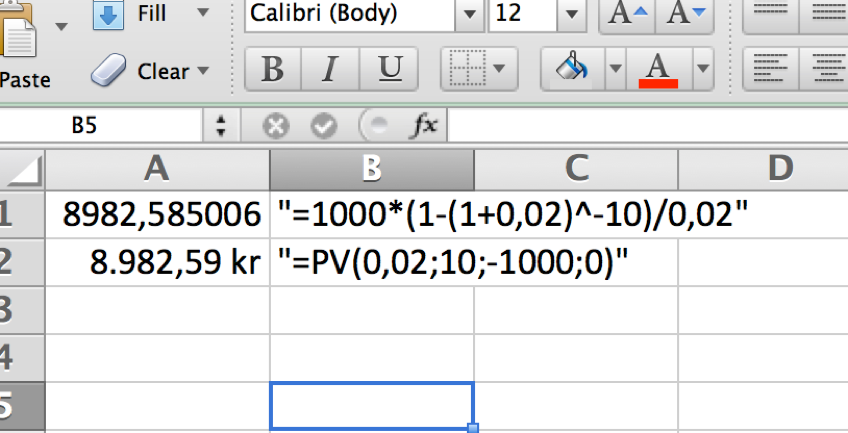 Fill
Calibri (Body) 12 A A
Paste
Clear
B I U A
B5 fx
A B C D
1 8982,585006 "=1000*(1-(1+0,02)^-10)/0,02"
2 8.982,59 kr "=PV(0,02;10;-1000;0)"
3
4
5